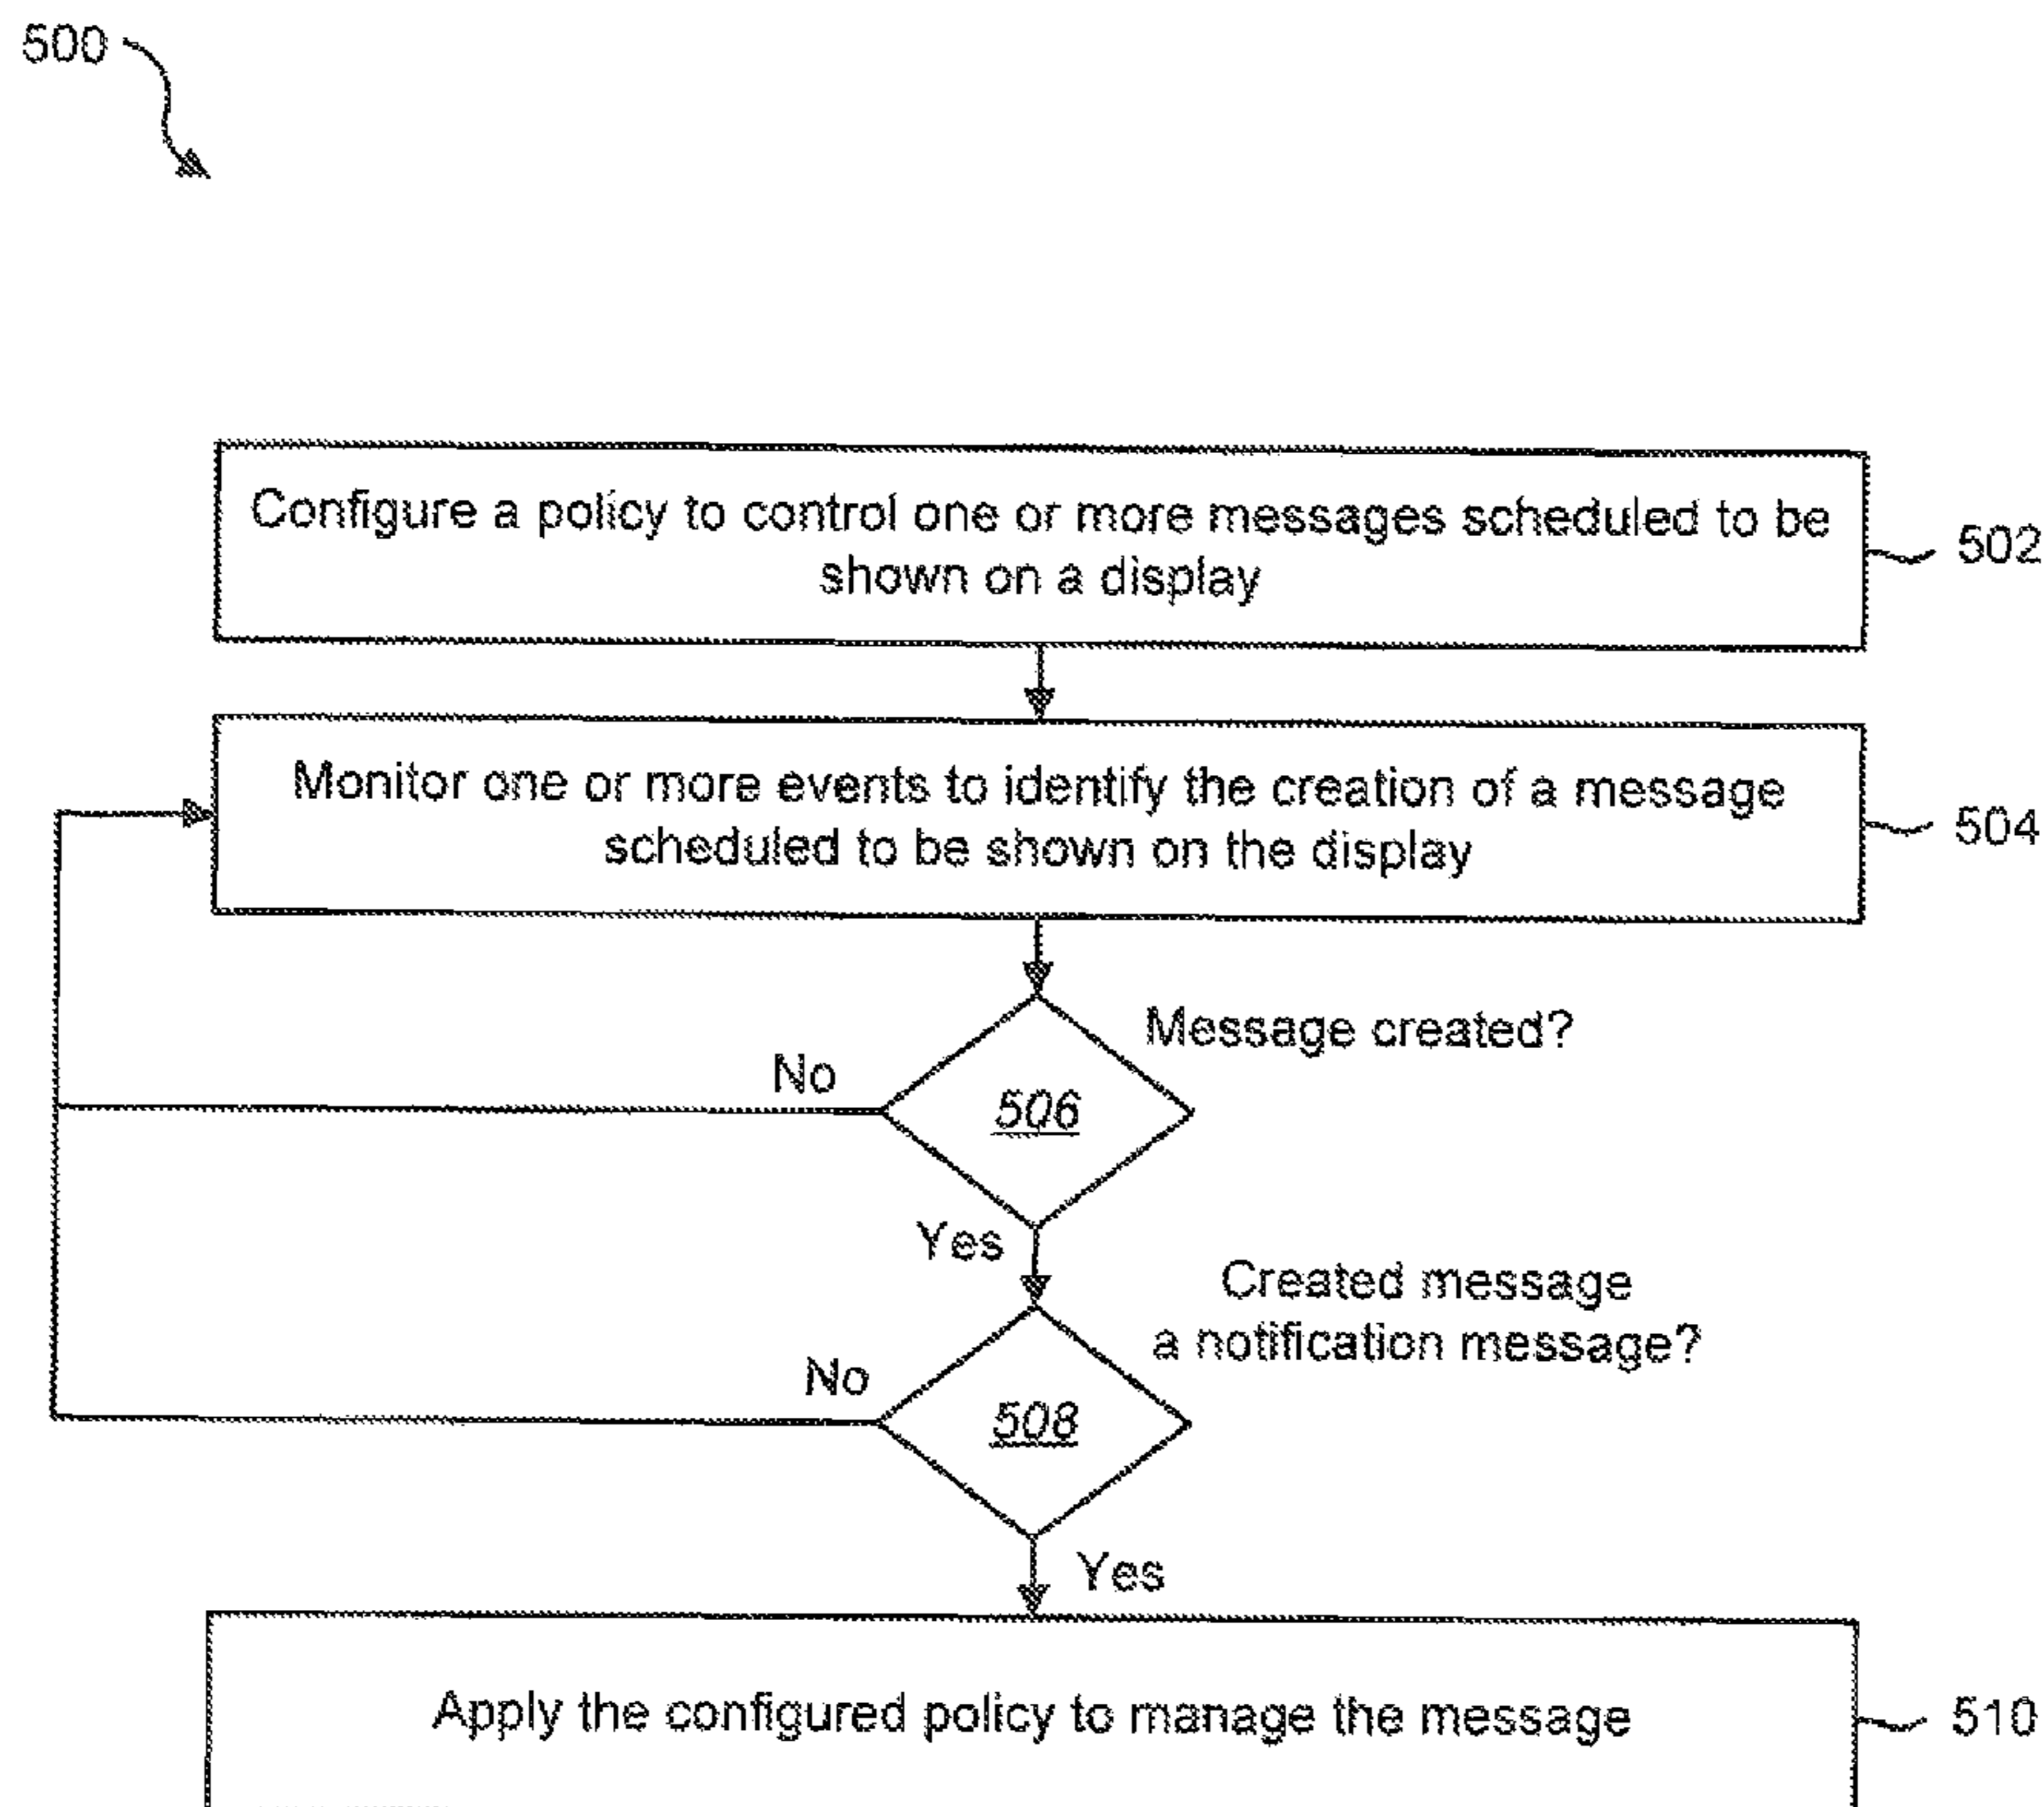 500
Configure a policy to control one or more messages scheduled to be
shown on a display
502
Monitor one or more events to identify the creation of a message
scheduled to be shown on the display
504
Message created?
No
506
Yes
Created message
a notification message?
No
508
Yes
Apply the configured policy to manage the message
510